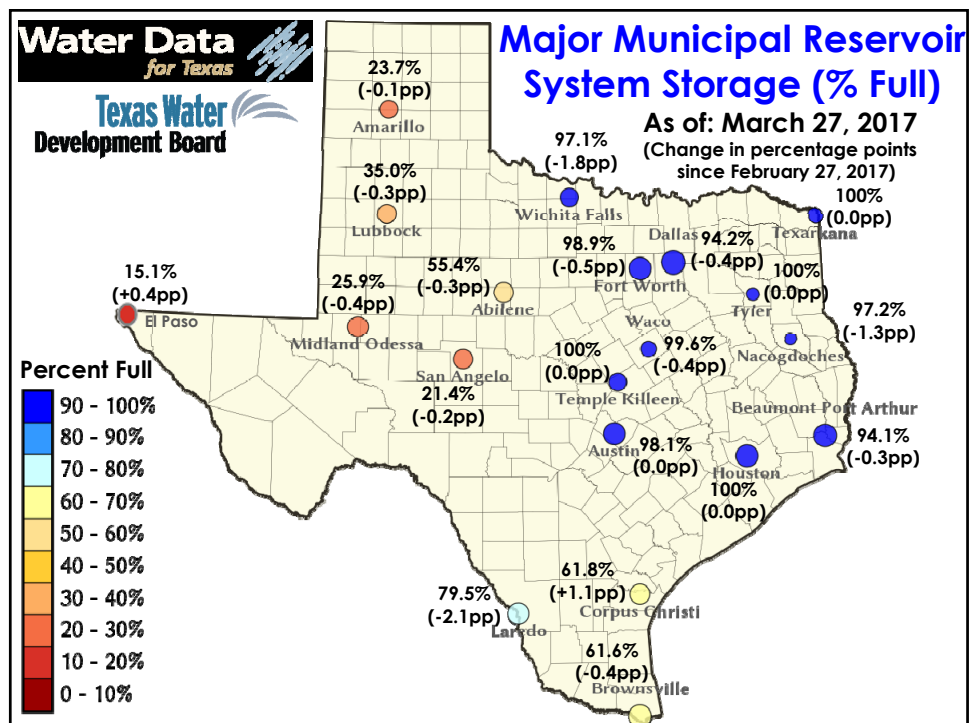 Water Data
for Texas
Texas Water
Development Board
Major Municipal Reservoir
System Storage (% Full)
As of: March 27, 2017
(Change in percentage points
since February 27, 2017)
23.7%
(-0.1pp)
Amarillo
35.0%
(-0.3pp)
Lubbock
97.1%
(-1.8pp)
Wichita Falls
100%
(0.0pp)
Texarkana
Dallas
94.2%
(-0.4pp)
98.9%
(-0.5pp)
Fort Worth
100%
(0.0pp)
Tyler
55.4%
(-0.3pp)
Abilene
15.1%
(+0.4pp)
El Paso
25.9%
(-0.4pp)
Midland Odessa
97.2%
(-1.3pp)
Nacogdoches
Waco
99.6%
(-0.4pp)
San Angelo
21.4%
(-0.2pp)
100%
(0.0pp)
Temple Killeen
Beaumont Port Arthur
94.1%
(-0.3pp)
Austin
98.1%
(0.0pp)
Houston
100%
(0.0pp)
61.8%
(+1.1pp)
Corpus Christi
79.5%
(-2.1pp)
Laredo
61.6%
(-0.4pp)
Brownsville
Percent Full
90 - 100%
80 - 90%
70 - 80%
60 - 70%
50 - 60%
40 - 50%
30 - 40%
20 - 30%
10 - 20%
0 - 10%